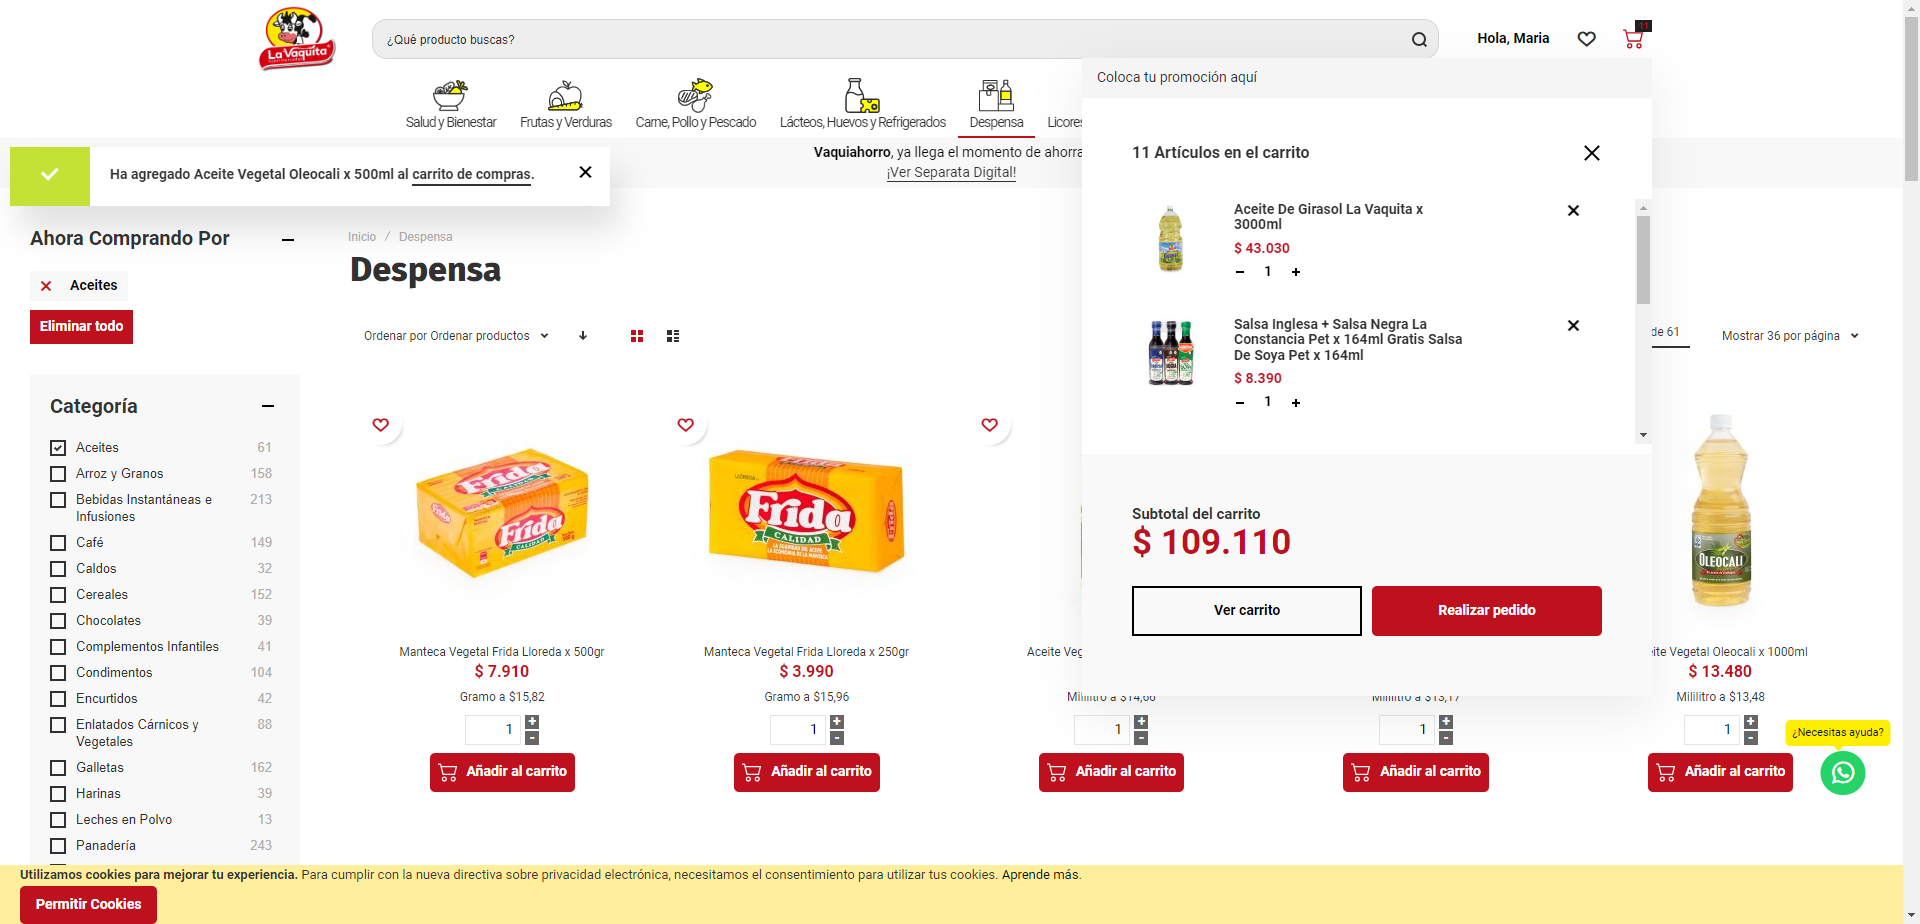 La Vaquita
¿Qué producto buscas?
Hola, Maria
11
Salud y Bienestar
Frutas y Verduras
Carne, Pollo y Pescado
Lácteos, Huevos y Refrigerados
Despensa
Licores
Coloca tu promoción aquí
Vaquiahorro, ya llega el momento de ahorra
¡Ver Separata Digital!
Ha agregado Aceite Vegetal Oleocali x 500ml al carrito de compras.
11 Artículos en el carrito
Aceite De Girasol La Vaquita x
3000ml
$ 43.030
1
Salsa Inglesa + Salsa Negra La
Constancia Pet x 164ml Gratis Salsa
De Soya Pet x 164ml
$ 8.390
1
Subtotal del carrito
$ 109.110
Ver carrito
Realizar pedido
Ahora Comprando Por
Aceites
Eliminar todo
Inicio / Despensa
Despensa
Ordenar por Ordenar productos
de 61
Mostrar 36 por página
Categoría
Aceites 61
Arroz y Granos 158
Bebidas Instantáneas e
Infusiones 213
Café 149
Caldos 32
Cereales 152
Chocolates 39
Complementos Infantiles 41
Condimentos 104
Encurtidos 42
Enlatados Cárnicos y
Vegetales 88
Galletas 162
Harinas 39
Leches en Polvo 13
Panadería 243
Frida
Frida
CALIDAD
Frida
CALIDAD
OLEOCALI
Manteca Vegetal Frida Lloreda x 500gr
$ 7.910
Gramo a $15,82
1
Añadir al carrito
Manteca Vegetal Frida Lloreda x 250gr
$ 3.990
Gramo a $15,96
1
Añadir al carrito
Aceite Veg
Mililitro a $14,66
1
Añadir al carrito
Mililitro a $13,17
1
Añadir al carrito
ite Vegetal Oleocali x 1000ml
$ 13.480
Mililitro a $13,48
1
Añadir al carrito
¿Necesitas ayuda?
Utilizamos cookies para mejorar tu experiencia. Para cumplir con la nueva directiva sobre privacidad electrónica, necesitamos el consentimiento para utilizar tus cookies. Aprende más.
Permitir Cookies